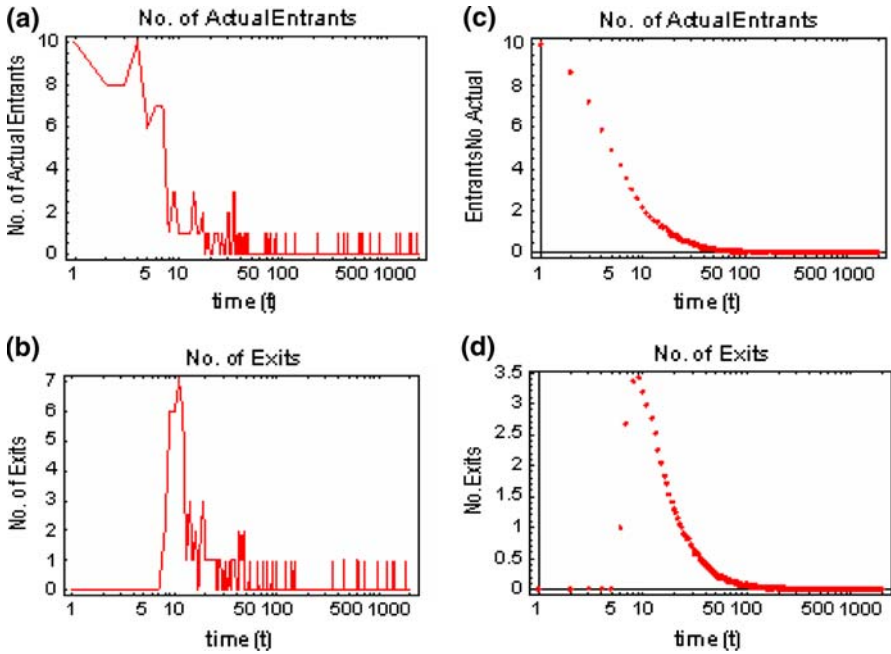 (a)
No. of Actual Entrants
No. of Actual Entrants
10
8
6
4
2
0
1 5 10 50 100 500 1000
time (t)
(c)
No. of Actual Entrants
EntrantsNo Actual
10
8
6
4
2
0
1 5 10 50 100 500 1000
time (t)
(b)
No. of Exits
No. of Exits
7
6
5
4
3
2
1
0
1 5 10 50 100 500 1000
time (t)
(d)
No. of Exits
No.Exits
3.5
3
2.5
2
1.5
1
0.5
0
1 5 10 50 100 500 1000
time (t)